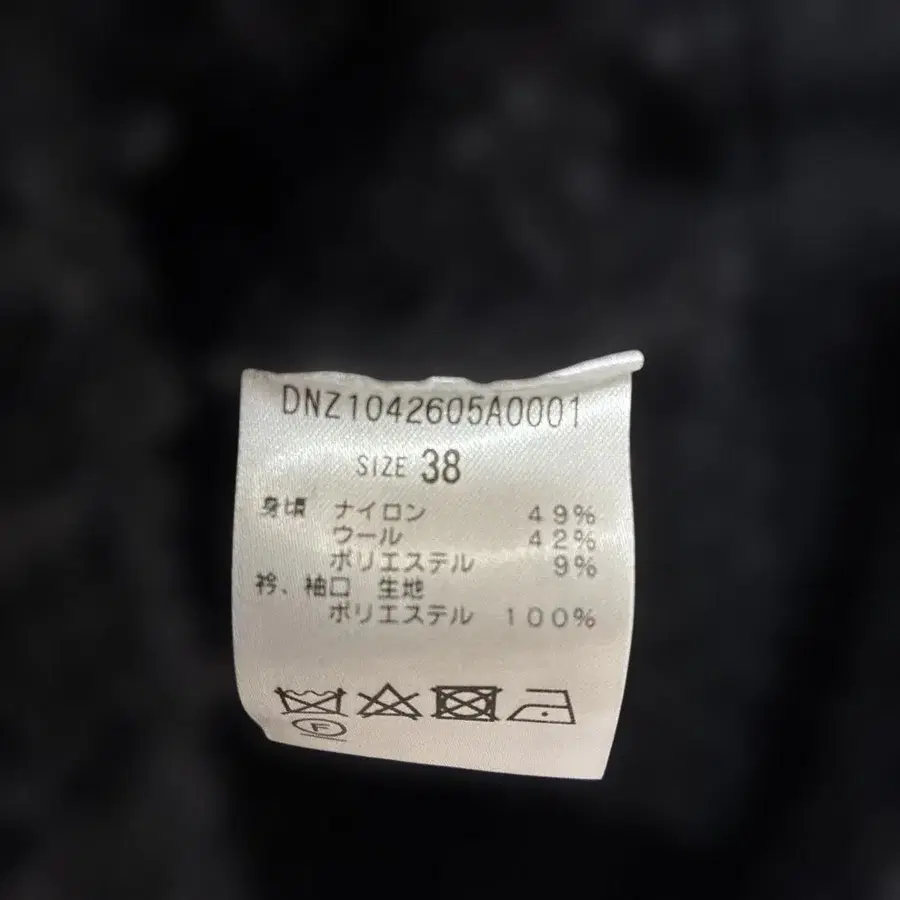 DNZ1042605A0001
SIZE 38
身頃 ナイロン 49%
ウール 42%
ポリエステル 9%
衿、袖口 生地
ポリエステル 100%
F